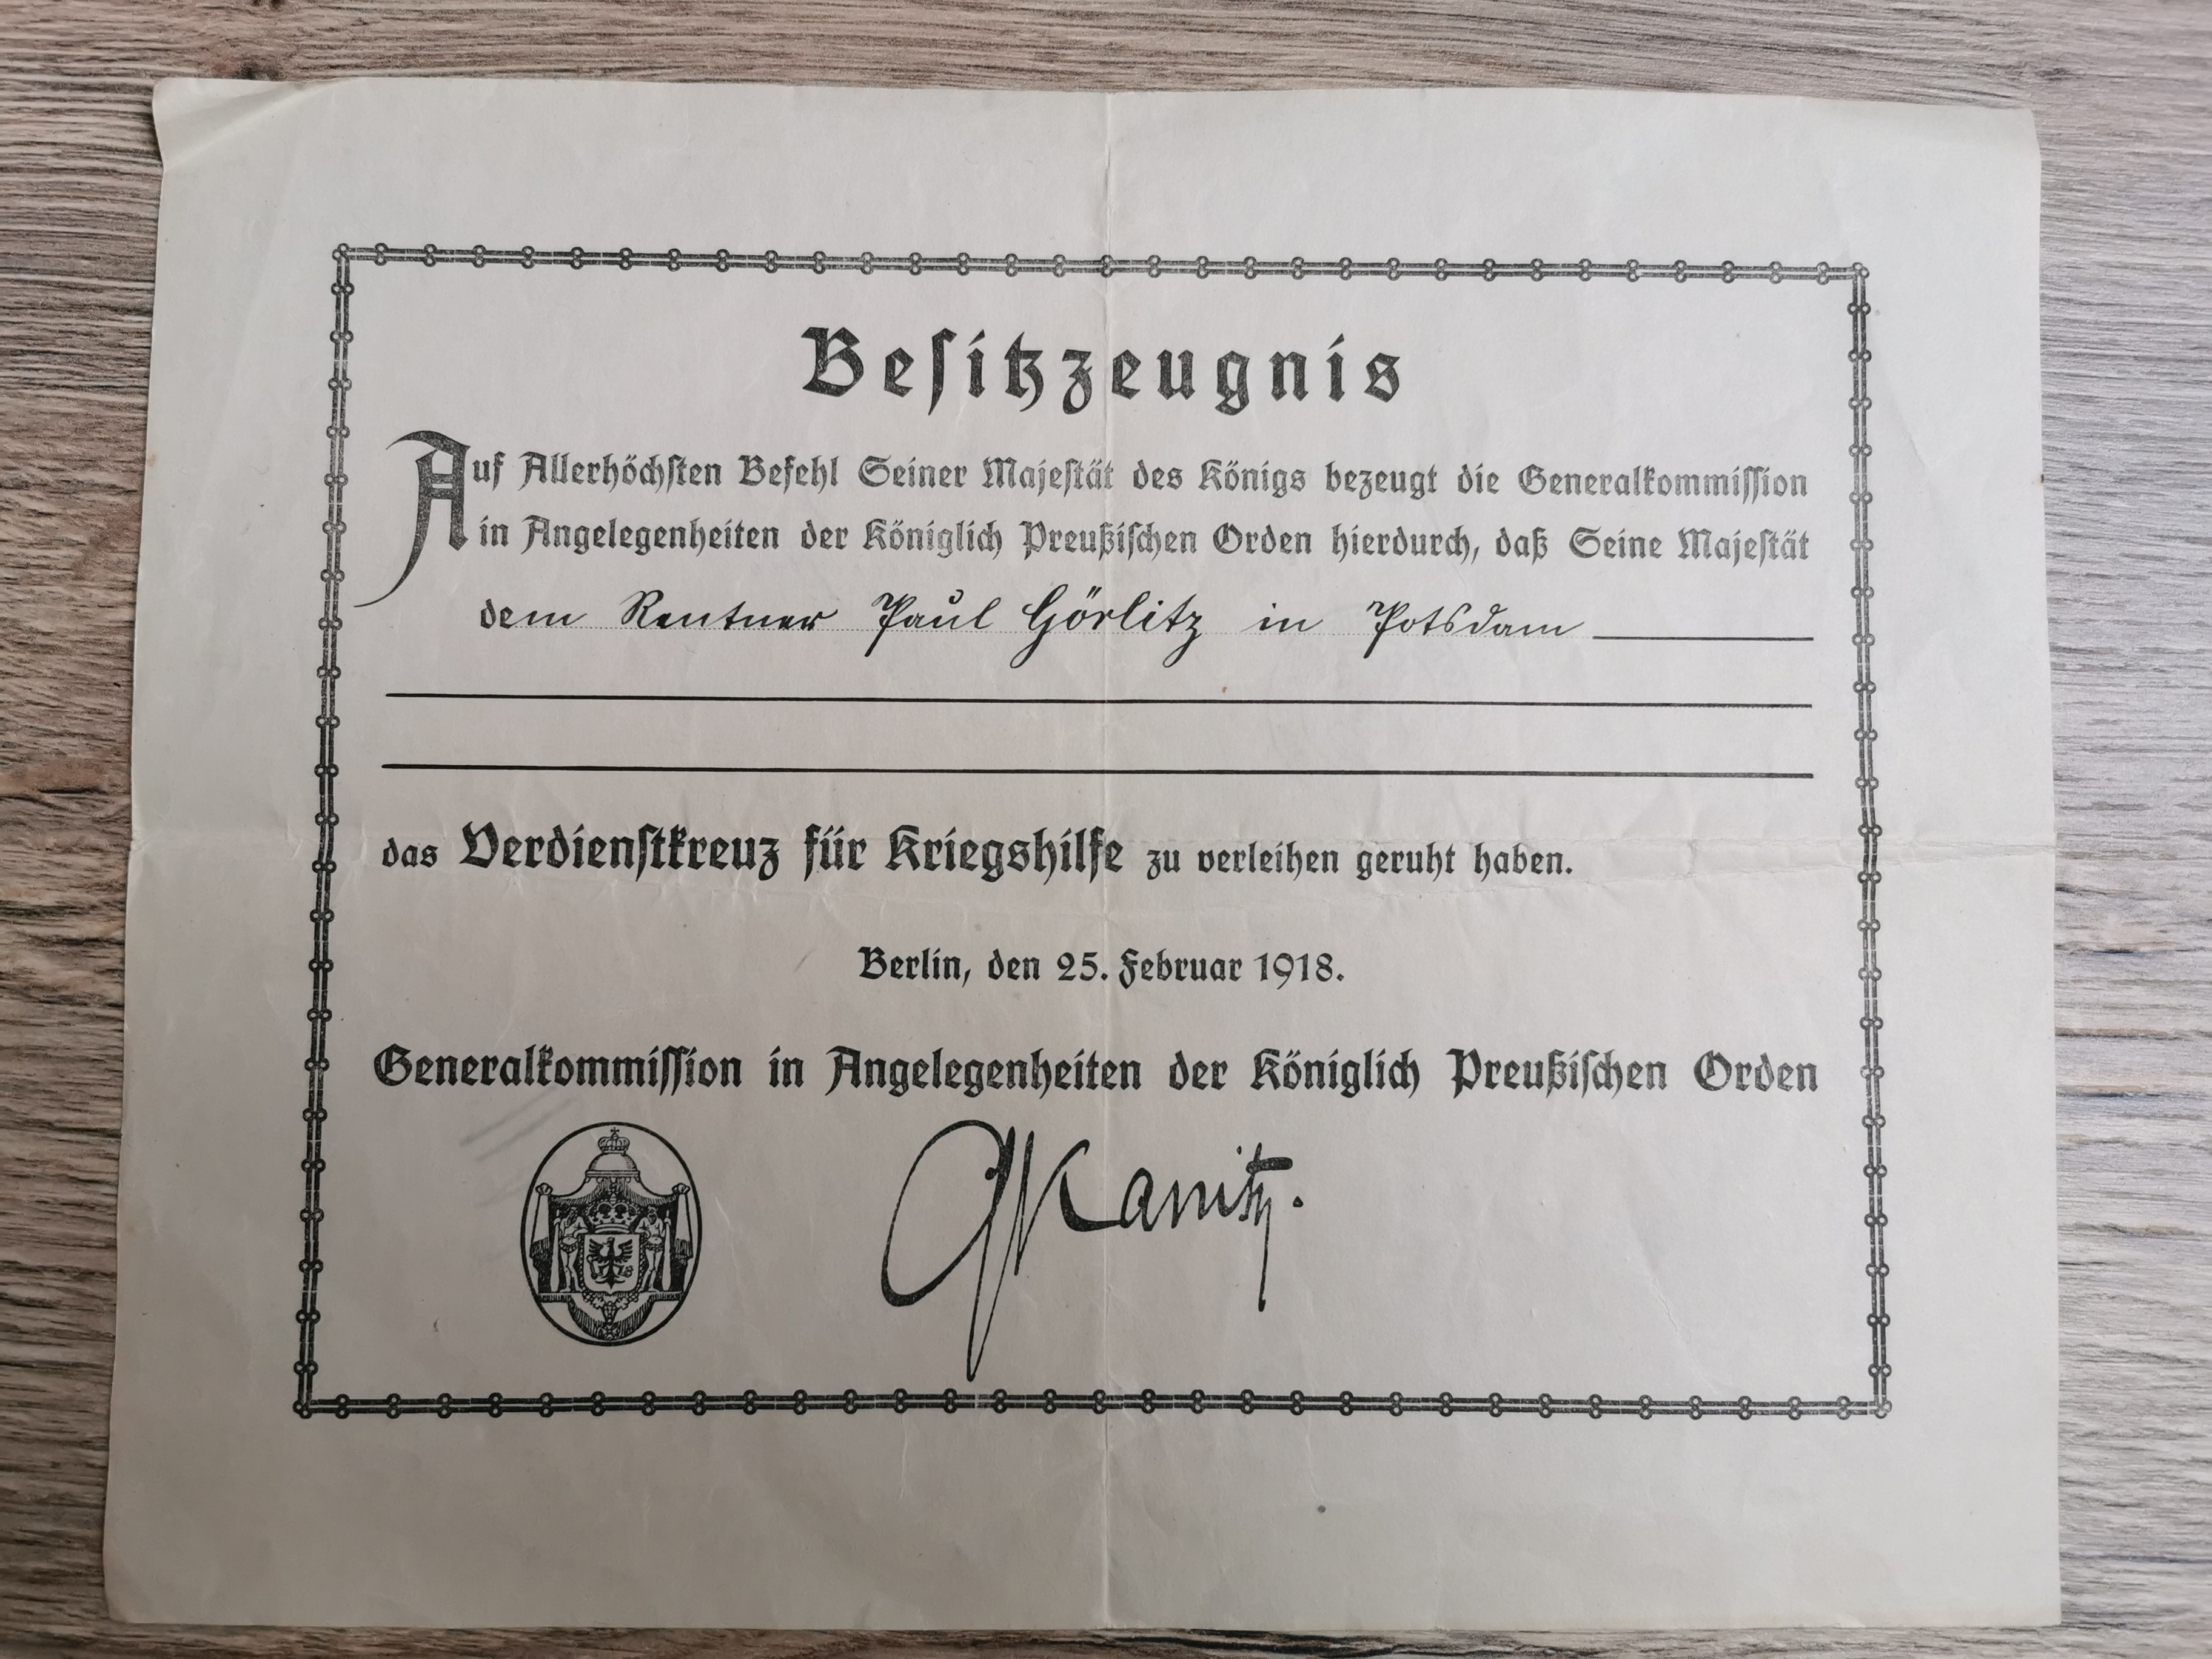 Besitzzeugnis
Auf Allerhöchsten Befehl Seiner Majestät des Königs bezeugt die Generalkommission
in Angelegenheiten der Königlich Preußischen Orden hierdurch, daß Seine Majestät
dem Rentner Paul Görlitz in Potsdam
das Verdienstkreuz für Kriegshilfe zu verleihen geruht haben.
Berlin, den 25. Februar 1918.
Generalkommission in Angelegenheiten der Königlich Preußischen Orden
Kanitz.